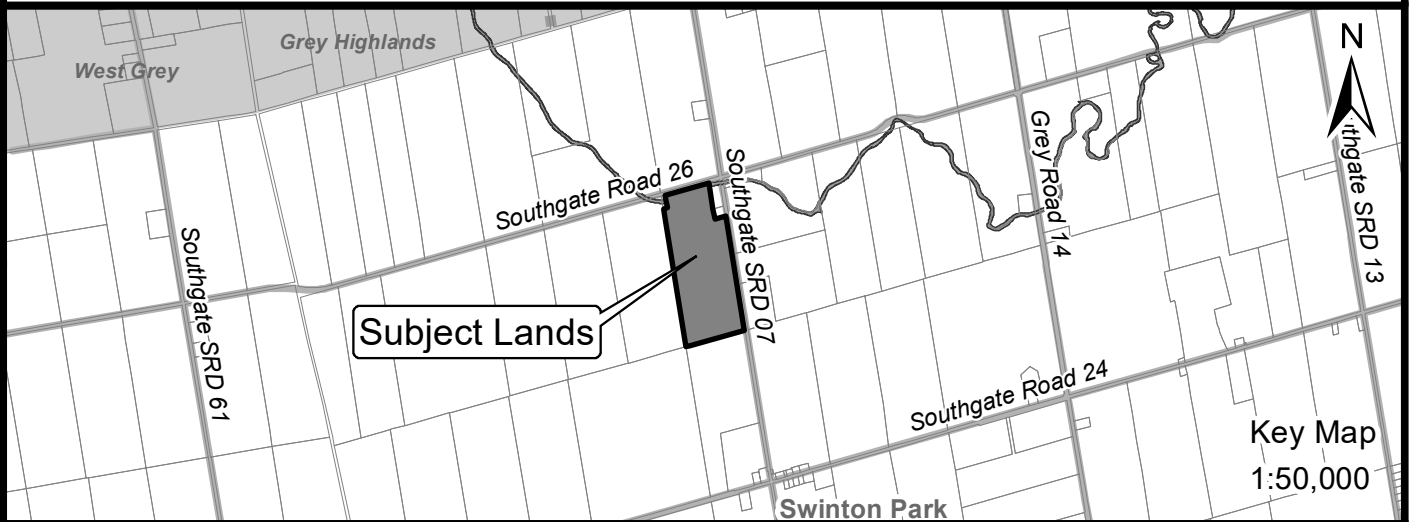 Grey Highlands
West Grey
N
Southgate Road 26
Southgate SRD 07
Grey Road 14
thgate SRD 13
Southgate SRD 61
Subject Lands
Southgate Road 24
Key Map
1:50,000
Swinton Park